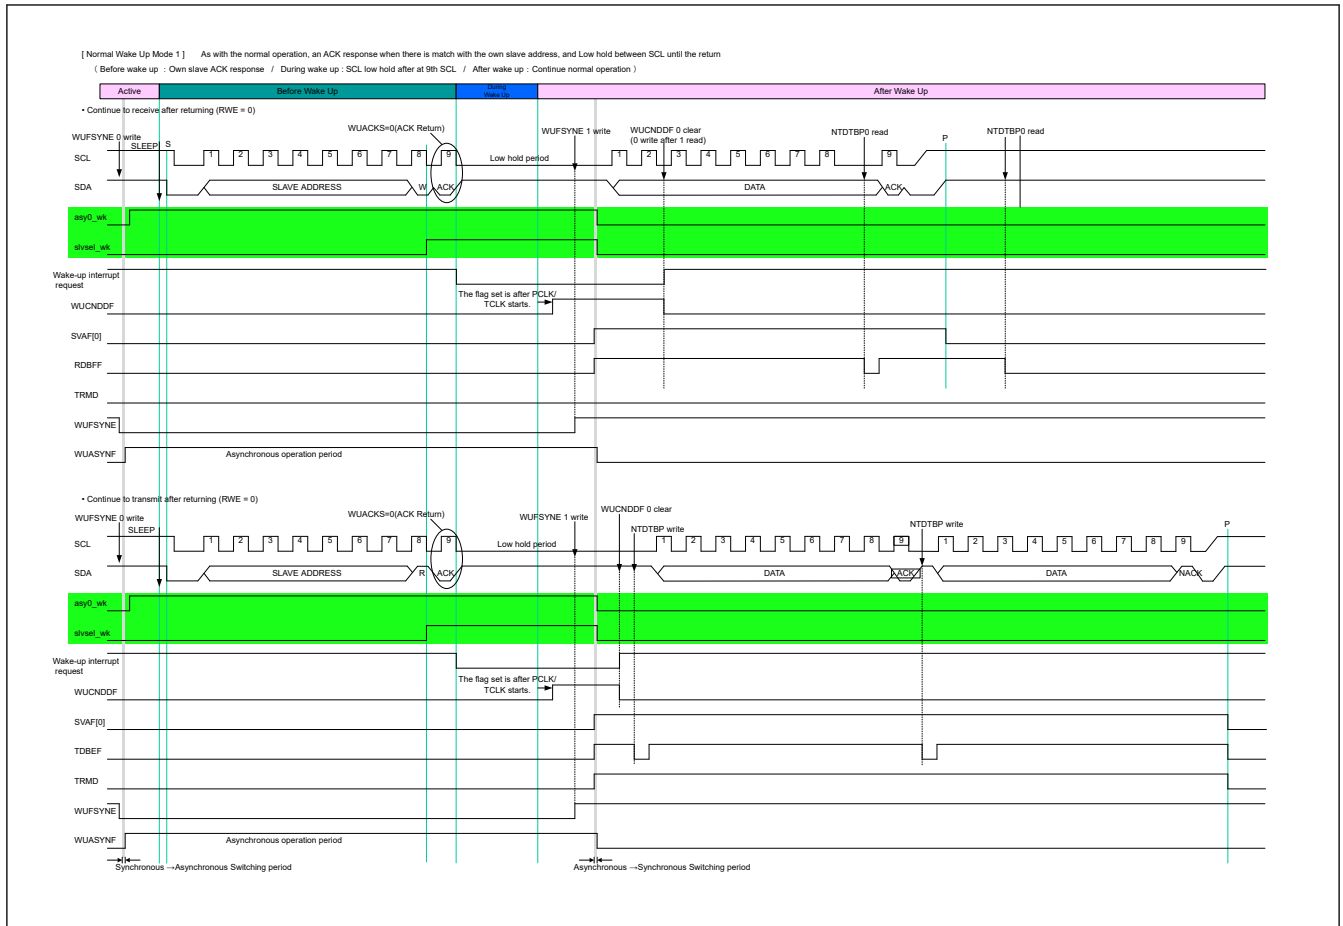 [ Normal Wake Up Mode 1 ] As with the normal operation, an ACK response when there is match with the own slave address, and Low hold between SCL until the return
( Before wake up : Own slave ACK response / During wake up : SCL low hold after at 9th SCL / After wake up : Continue normal operation )
Active Before Wake Up During Wake Up After Wake Up
• Continue to receive after returning (RWE = 0)
WUACKS=0(ACK Return) WUFSYNE 1 write WUCNDDF 0 clear NTDTBP0 read P NTDTBP0 read
(0 write after 1 read)
WUFSYNE 0 write
SLEEP S
SCL 1 2 3 4 5 6 7 8 9 Low hold period 1 2 3 4 5 6 7 8 9
SDA SLAVE ADDRESS W ACK DATA ACK
asy0_wk
slvsel_wk
Wake-up interrupt
request
The flag set is after PCLK/
TCLK starts.
WUCNDDF
SVAF[0]
RDBFF
TRMD
WUFSYNE
WUASYNF Asynchronous operation period
• Continue to transmit after returning (RWE = 0)
WUFSYNE 0 write WUACKS=0(ACK Return) WUFSYNE 1 write WUCNDDF 0 clear
SLEEP NTDTBP write NTDTBP write P
SCL 1 2 3 4 5 6 7 8 9 Low hold period 1 2 3 4 5 6 7 8 9 1 2 3 4 5 6 7 8 9
SDA SLAVE ADDRESS R ACK DATA ACK DATA NACK
asy0_wk
slvsel_wk
Wake-up interrupt
request
The flag set is after PCLK/
TCLK starts.
WUCNDDF
SVAF[0]
TDBEF
TRMD
WUFSYNE
WUASYNF Asynchronous operation period
Synchronous →Asynchronous Switching period Asynchronous →Synchronous Switching period